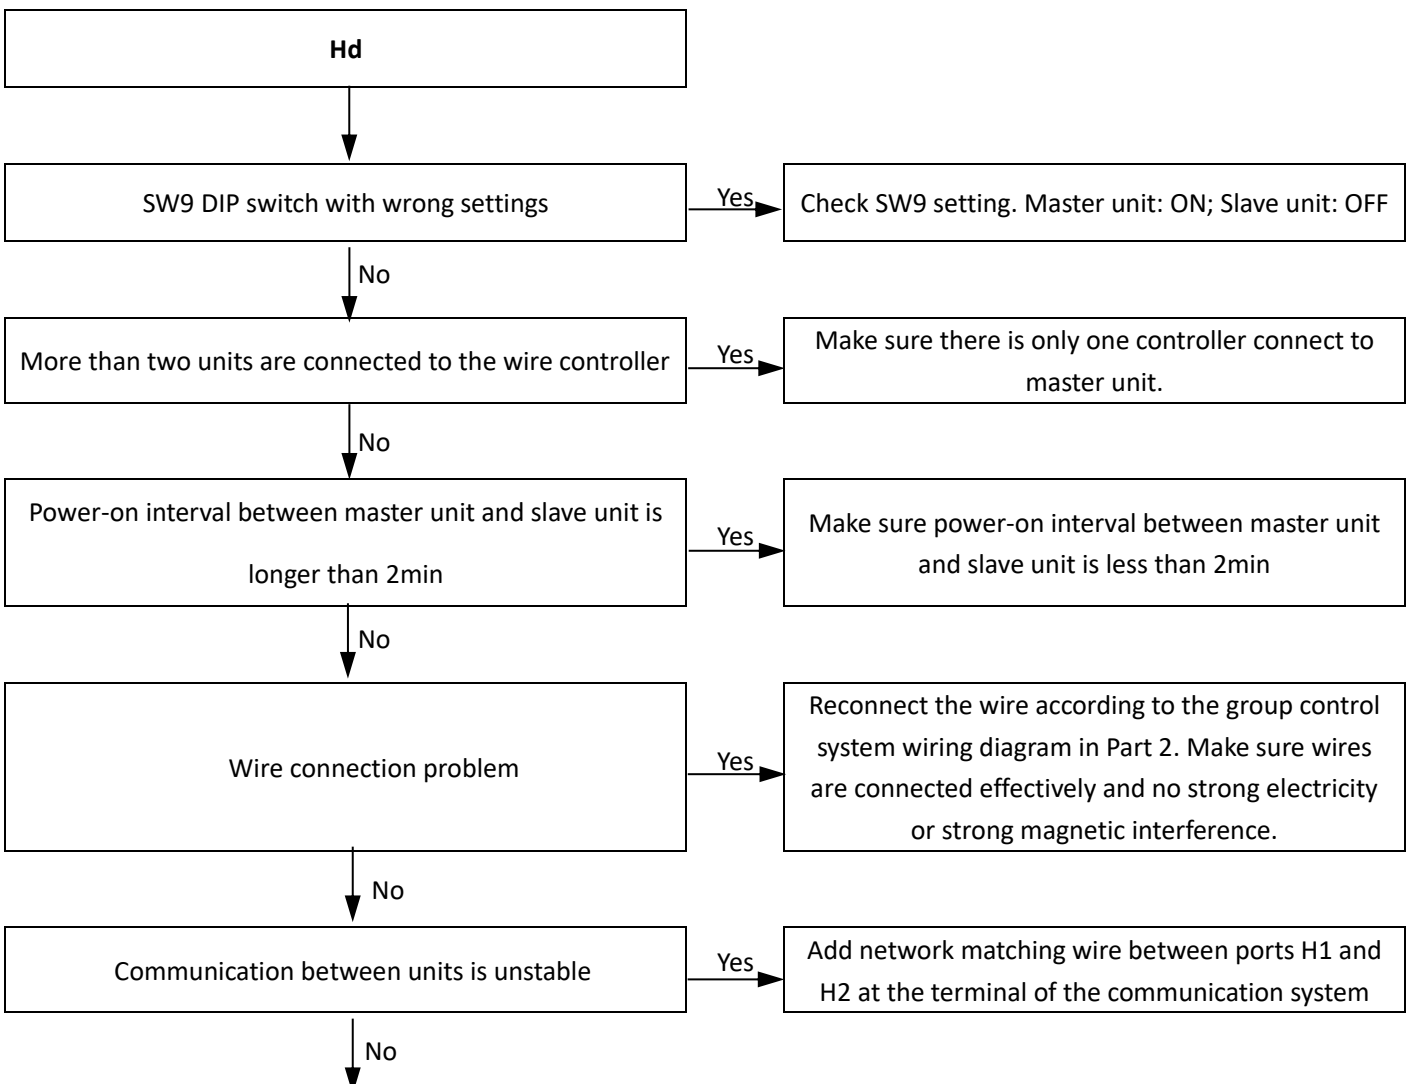 Hd
SW9 DIP switch with wrong settings
Yes
Check SW9 setting. Master unit: ON; Slave unit: OFF
No
More than two units are connected to the wire controller
Yes
Make sure there is only one controller connect to
master unit.
No
Power-on interval between master unit and slave unit is
longer than 2min
Yes
Make sure power-on interval between master unit
and slave unit is less than 2min
No
Wire connection problem
Yes
Reconnect the wire according to the group control
system wiring diagram in Part 2. Make sure wires
are connected effectively and no strong electricity
or strong magnetic interference.
No
Communication between units is unstable
Yes
Add network matching wire between ports H1 and
H2 at the terminal of the communication system
No